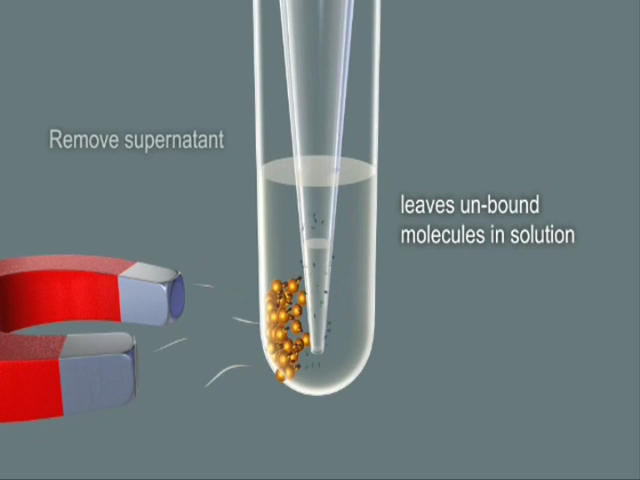 Remove supernatant
leaves un-bound
molecules in solution